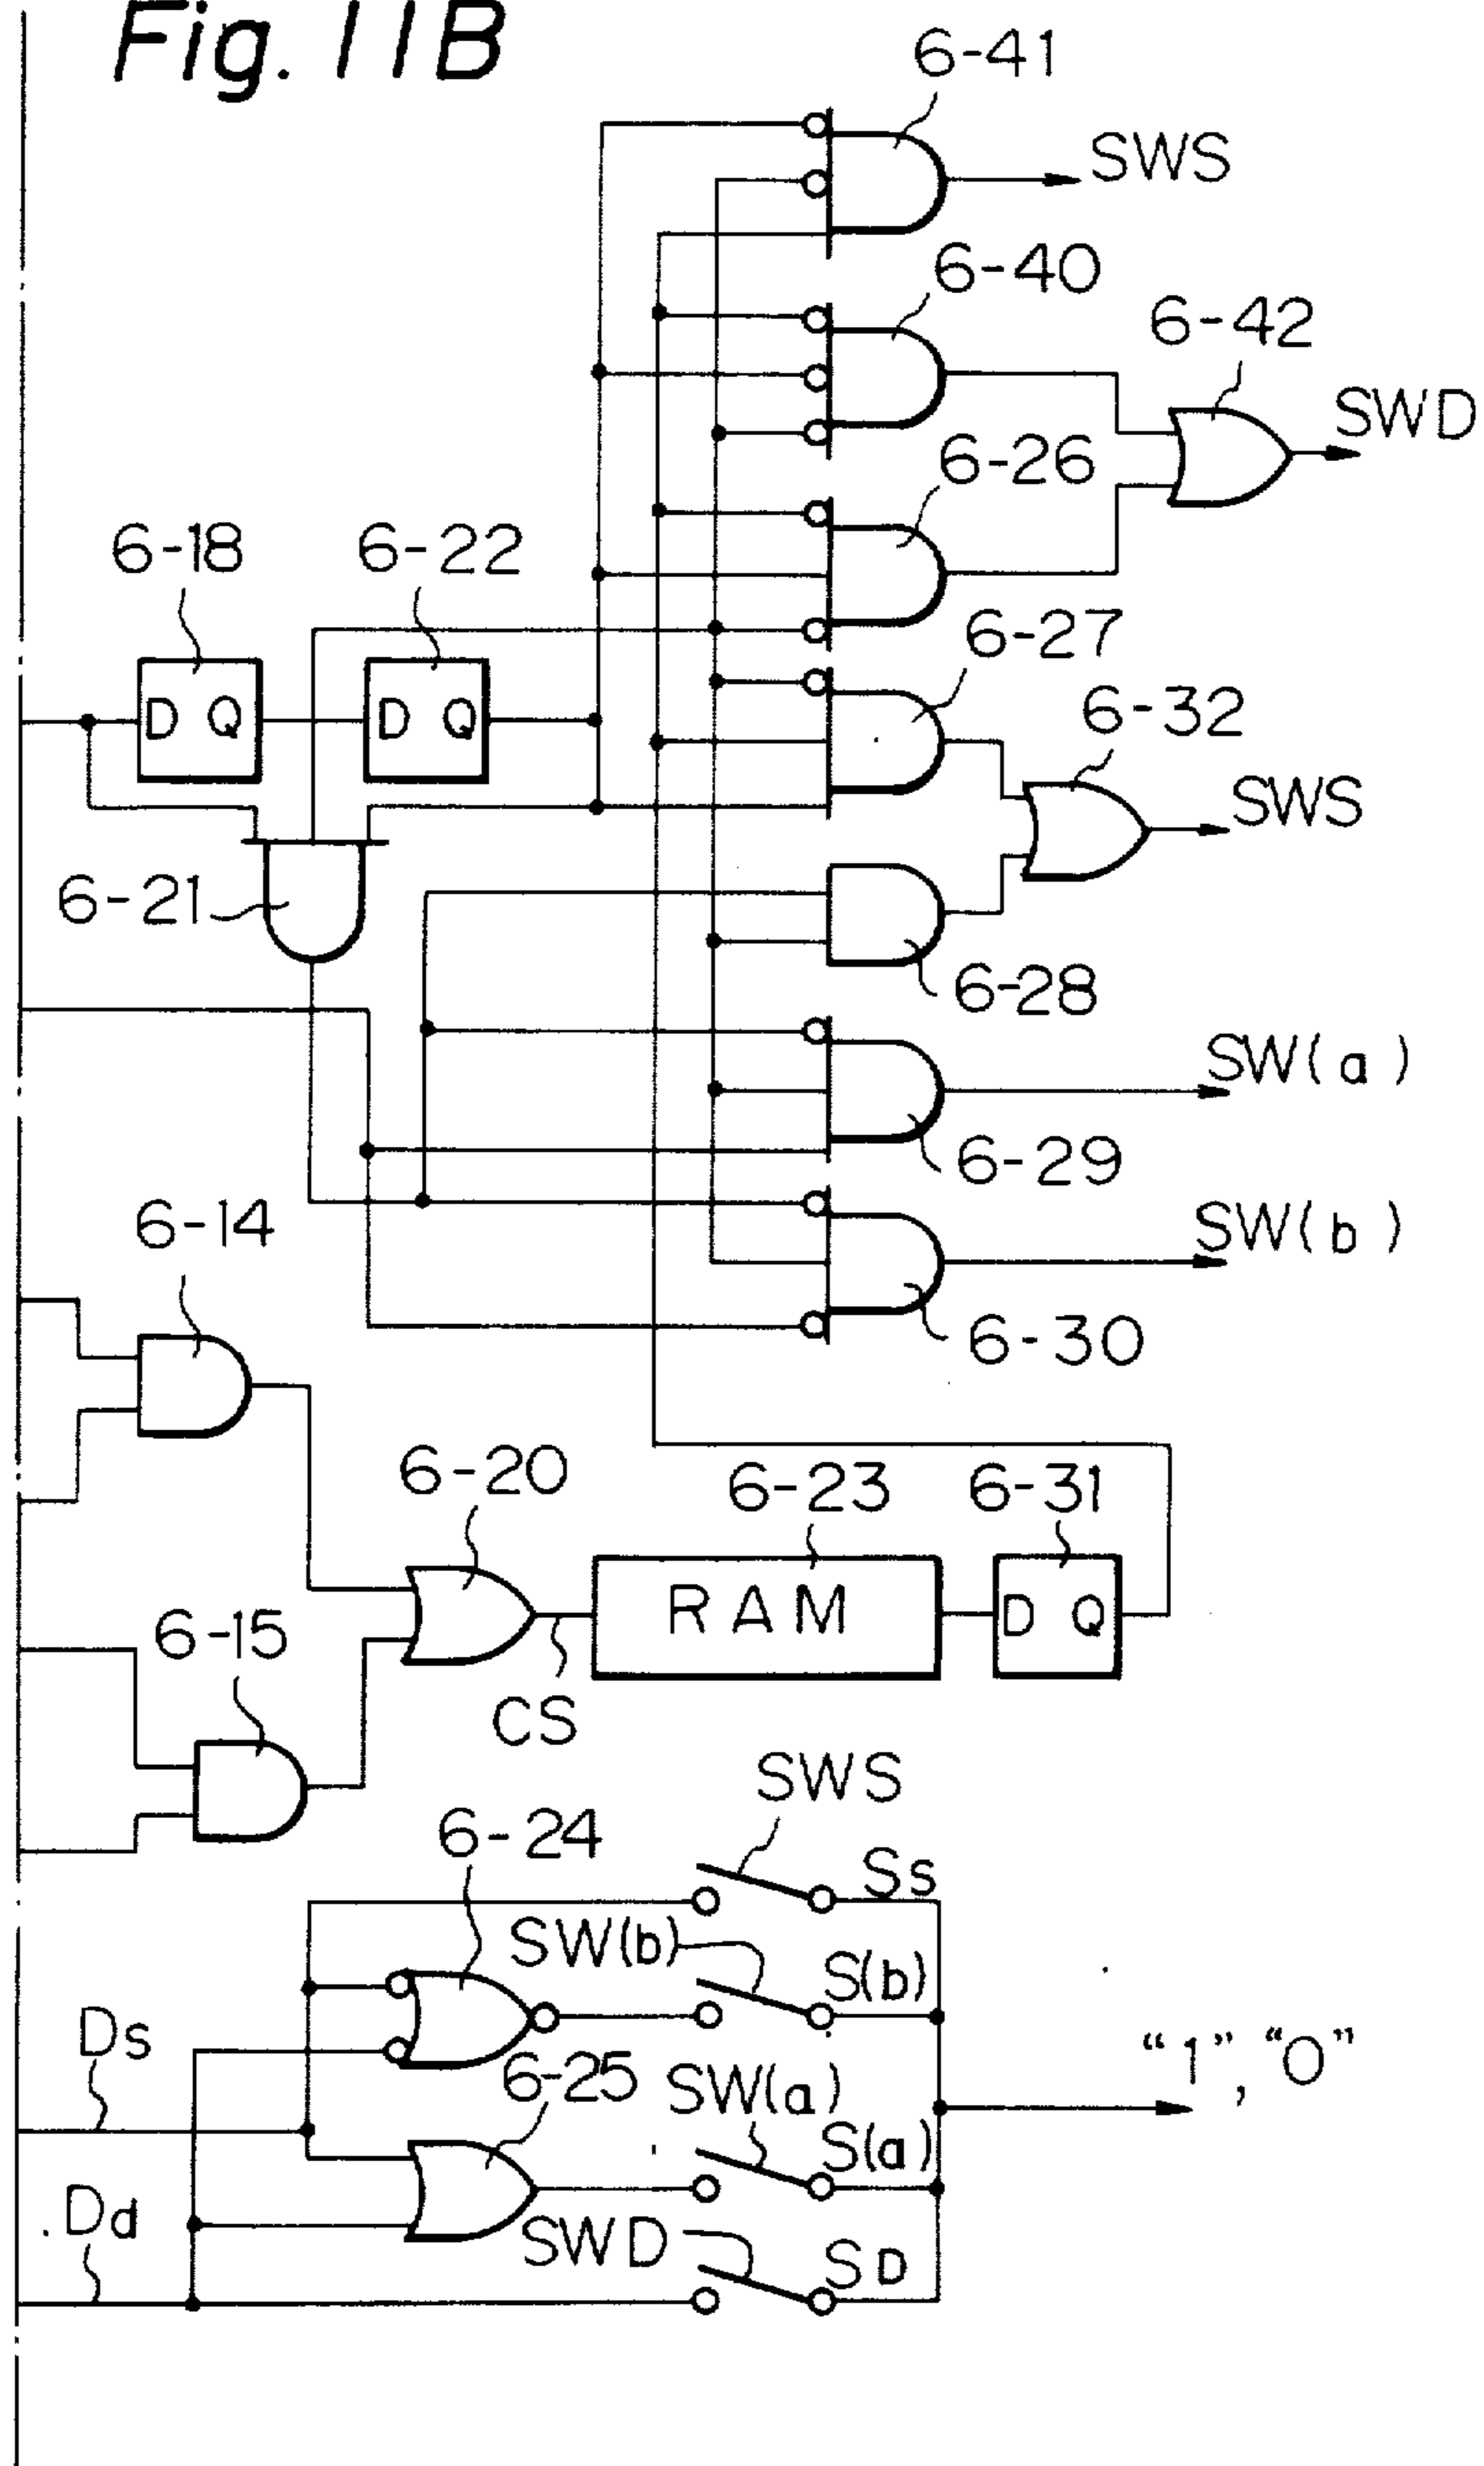 Fig. 11B
6-41
SWS
6-40
6-42
SWD
6-26
6-18
6-22
6-27
D Q
D Q
6-32
SWS
6-21
6-28
SW(a)
6-29
6-14
SW(b)
6-30
6-20
6-23
6-31
RAM
D Q
6-15
CS
SWS
6-24
Ss
SW(b)
S(b)
Ds
"1", "0"
6-25
SW(a)
S(a)
Dd
SWD
SD